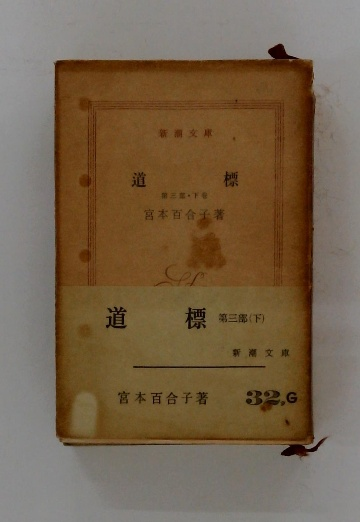 新潮文庫
道標
第三部・下巻
宮本百合子著
道標 第三部(下)
新潮文庫
宮本百合子著 32.G